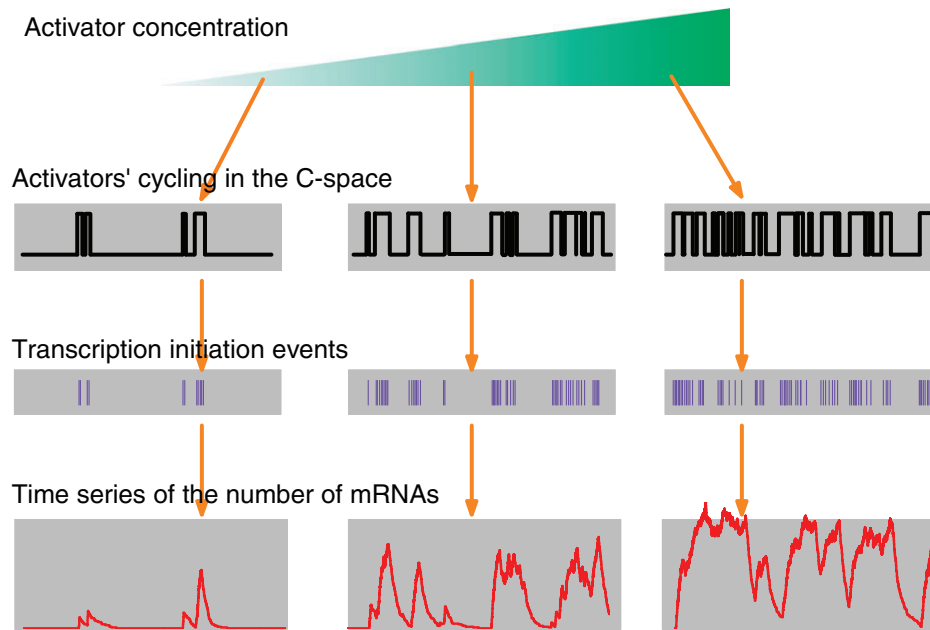 Activator concentration
Activators' cycling in the C-space
Transcription initiation events
Time series of the number of mRNAs